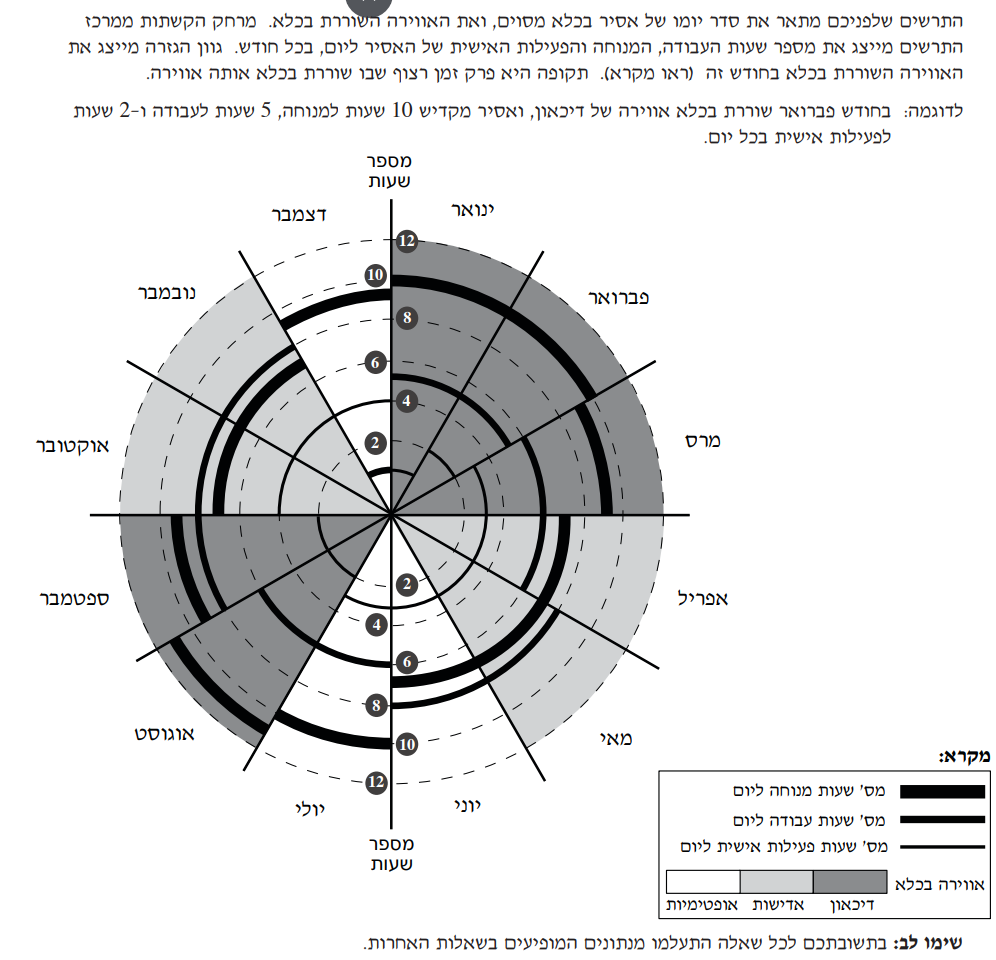 התרשים שלפניכם מתאר את סדר יומו של אסיר בכלא מסוים, ואת האווירה השוררת בכלא. מרחק הקשתות ממרכז
התרשים מייצג את מספר שעות העבודה, המנוחה והפעילות האישית של האסיר ליום, בכל חודש. גוון הגזרה מייצג את
האווירה השוררת בכלא בחודש זה (ראו מקרא). תקופה היא פרק זמן רצוף שבו שוררת בכלא אותה אווירה.
לדוגמה: בחודש פברואר שוררת בכלא אווירה של דיכאון, ואסיר מקדיש 10 שעות למנוחה, 5 שעות לעבודה ו-2 שעות
לפעילות אישית בכל יום.
מספר
שעות
ינואר
דצמבר
12
10
8
6
4
2
פברואר
נובמבר
מרס
אוקטובר
אפריל
ספטמבר
2
4
6
8
10
12
מאי
אוגוסט
יוני
יולי
מספר
שעות
מקרא:
מס' שעות מנוחה ליום
מס' שעות עבודה ליום
מס' שעות פעילות אישית ליום
אווירה בכלא
דיכאון
אדישות
אופטימיות
שימו לב: בתשובתכם לכל שאלה התעלמו מנתונים המופיעים בשאלות האחרות.